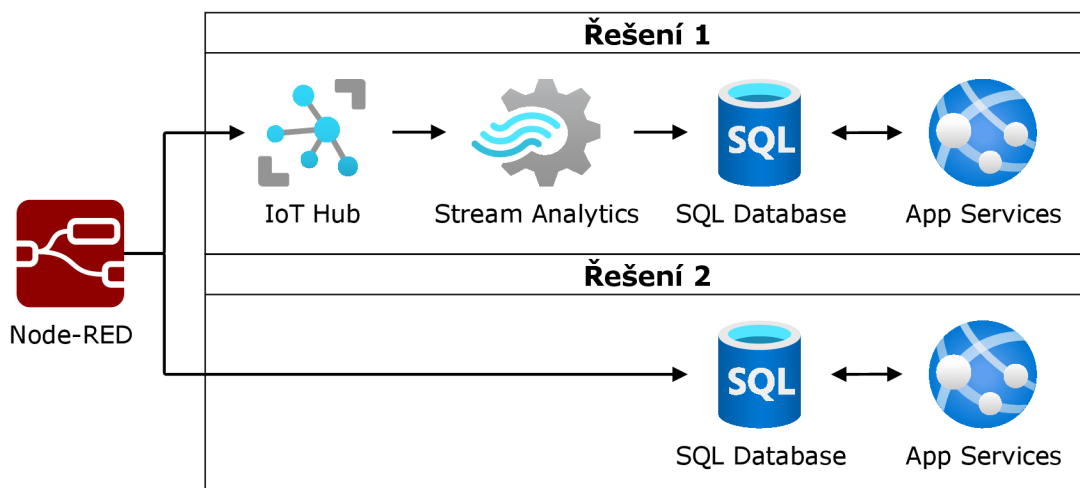 Řešení 1
SQL
IoT Hub
Stream Analytics
SQL Database
App Services
Node-RED
Řešení 2
SQL
SQL Database
App Services